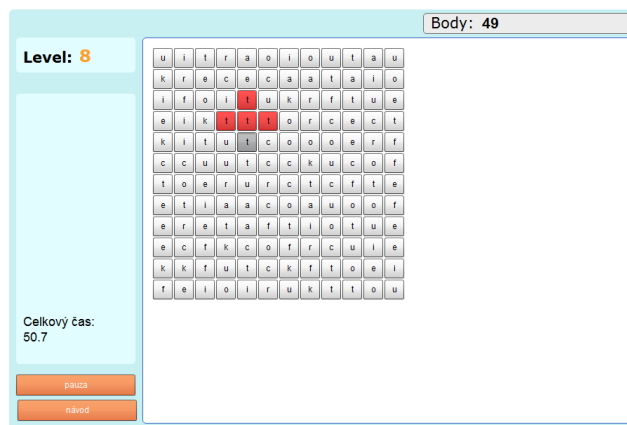 Body: 49
Level: 8
u i t r a o i o u t a u
k r e c e c a a t a i o
i f o i t u k r f t u e
e i k t t t o r c e c t
k i t u t c o o o e r f
c c u u t c c k u c o f
t o e r u r c t c f t e
e t i a a c o a u o o f
e r e t a f t i o t u e
e c f k c o f r c u i e
k k f u t c k f t o e i
f e i o i r u k t t o u
Celkový čas:
50.7
pauza
návod